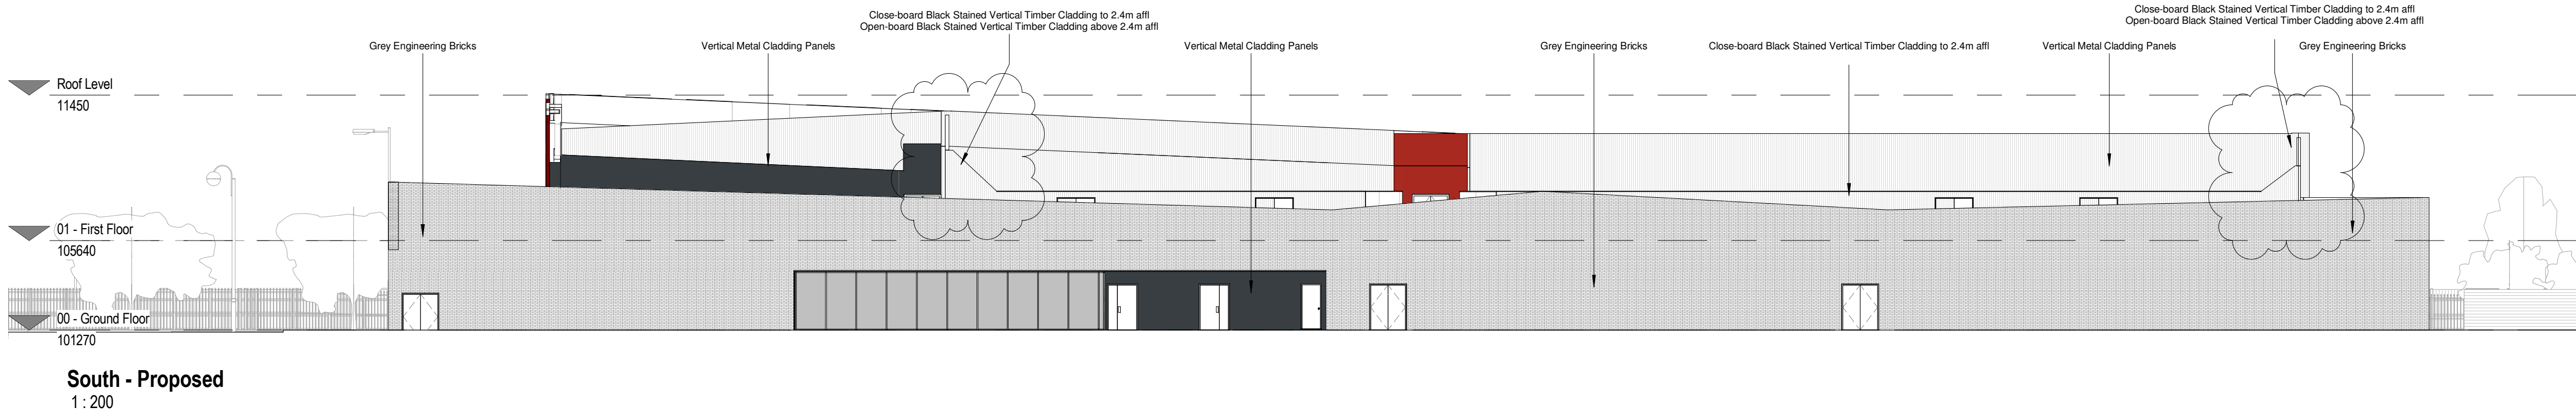 Close-board Black Stained Vertical Timber Cladding to 2.4m affl
Open-board Black Stained Vertical Timber Cladding above 2.4m affl
Close-board Black Stained Vertical Timber Cladding to 2.4m affl
Open-board Black Stained Vertical Timber Cladding above 2.4m affl
Grey Engineering Bricks
Vertical Metal Cladding Panels
Vertical Metal Cladding Panels
Grey Engineering Bricks
Close-board Black Stained Vertical Timber Cladding to 2.4m affl
Vertical Metal Cladding Panels
Grey Engineering Bricks
Roof Level
11450
01 - First Floor
105640
00 - Ground Floor
101270
South - Proposed
1 : 200